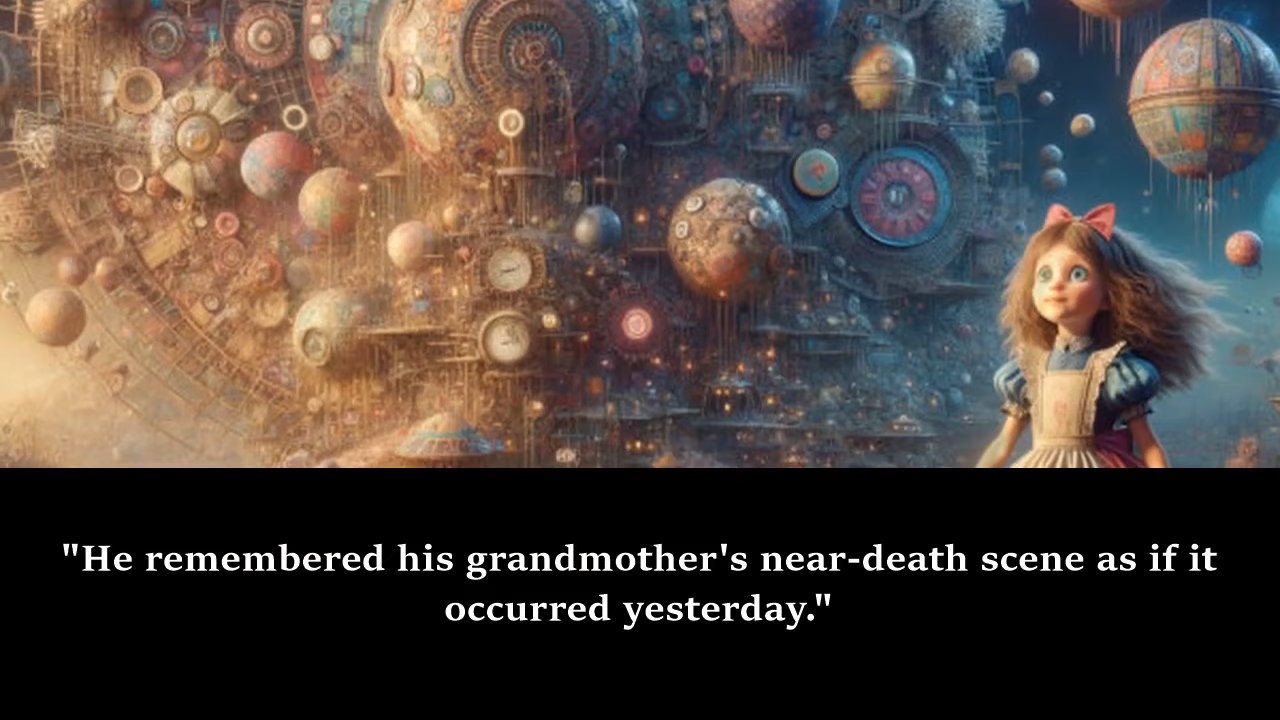 "He remembered his grandmother's near-death scene as if it
occurred yesterday."